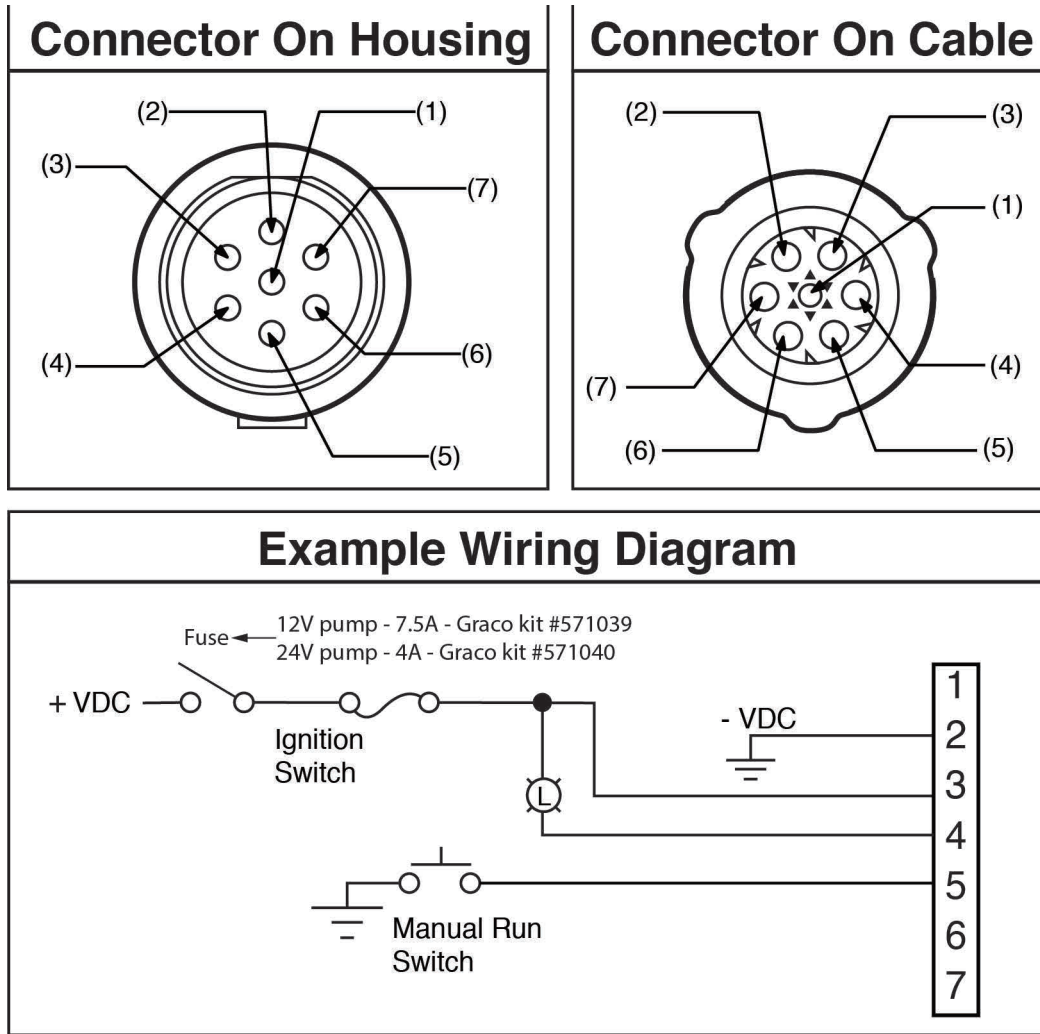 Connector On Housing
(2)
(1)
(3)
(7)
(4)
(6)
(5)
Connector On Cable
(2)
(3)
(1)
(4)
(7)
(6)
(5)
Example Wiring Diagram
Fuse
12V pump - 7.5A - Graco kit #571039
24V pump - 4A - Graco kit #571040
+ VDC
Ignition
Switch
- VDC
L
Manual Run
Switch
1
2
3
4
5
6
7